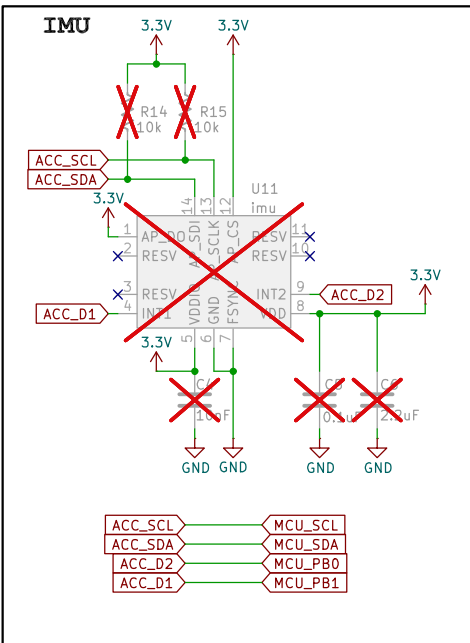 IMU
3.3V
3.3V
R14
10k
R15
10k
ACC_SCL
ACC_SDA
3.3V
U11
imu
14
13
12
AP_SDI
AP_SCLK
AP_CS
1
AP_DO
RESV
11
2
RESV
RESV
10
3
RESV
INT2
9
ACC_D2
3.3V
ACC_D1
4
INT1
VDD
8
VDDIO
GND
FSYNC
5
6
7
3.3V
C4
0.1uF
2.2uF
GND
GND
GND
GND
ACC_SCL
MCU_SCL
ACC_SDA
MCU_SDA
ACC_D2
MCU_PB0
ACC_D1
MCU_PB1